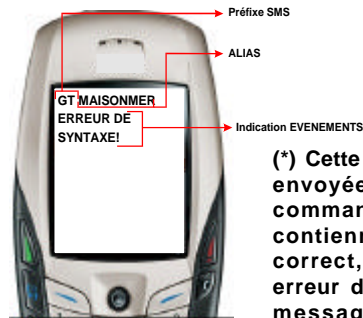 Préfixe SMS
ALIAS
GT MAISONMER
ERREUR DE
SYNTAXE!
Indication EVENEMENTS
(*) Cette
envoyée
comman
contienn
correct,
erreur d
messag